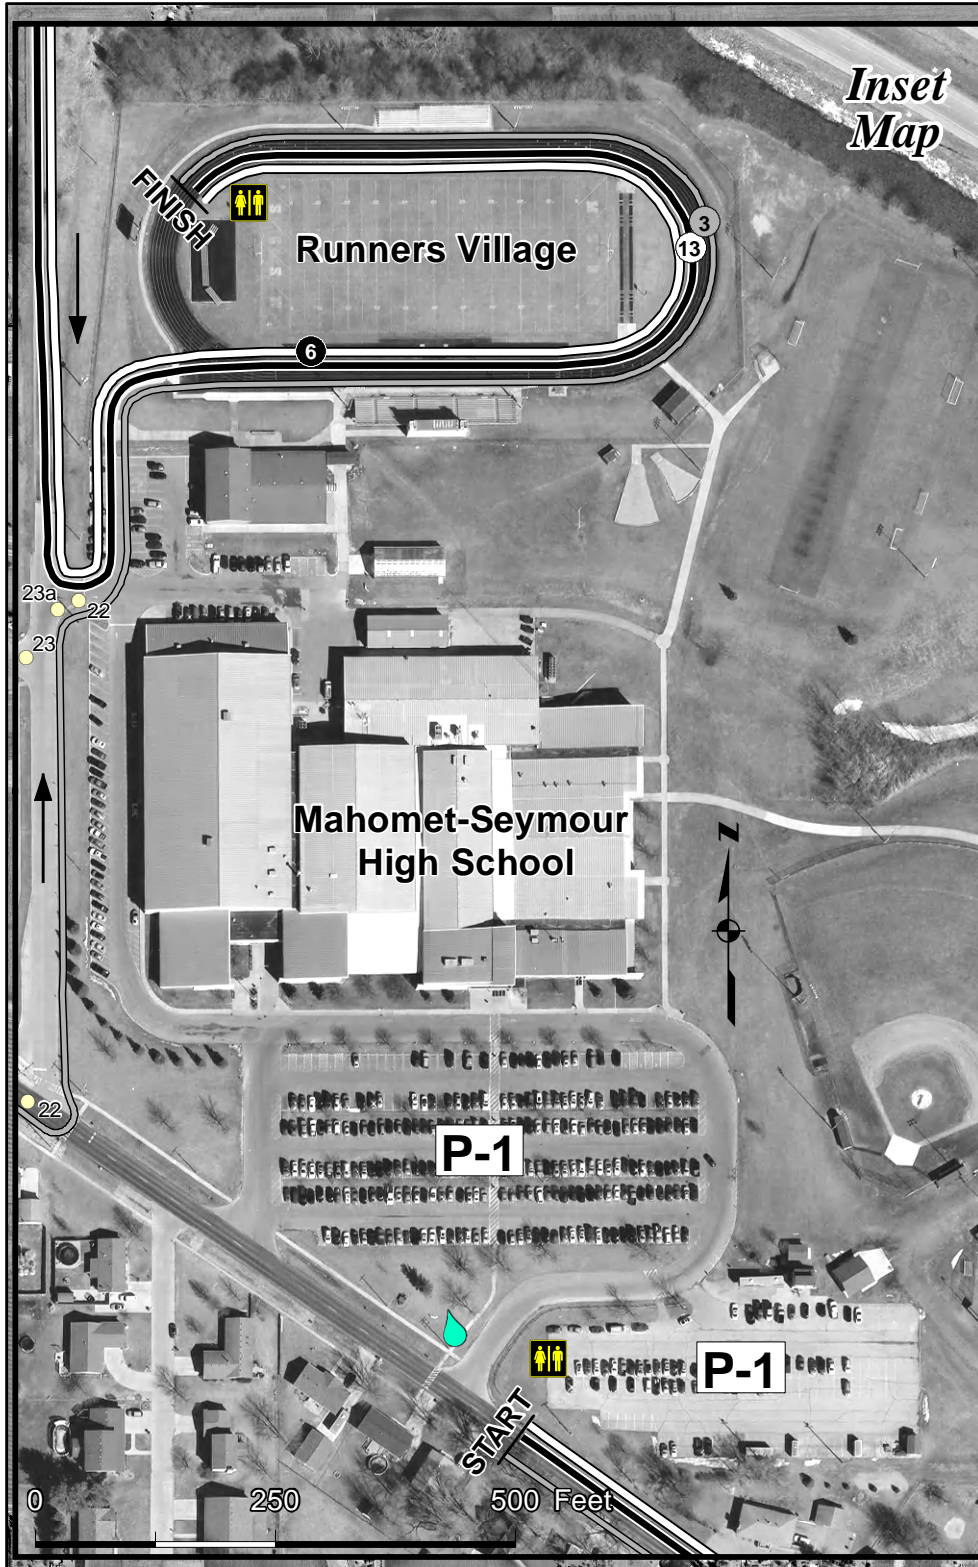 Inset
Map
FINISH
Runners Village
3
13
6
23a
22
23
Mahomet-Seymour
High School
N
22
P-1
P-1
START
0 250 500 Feet